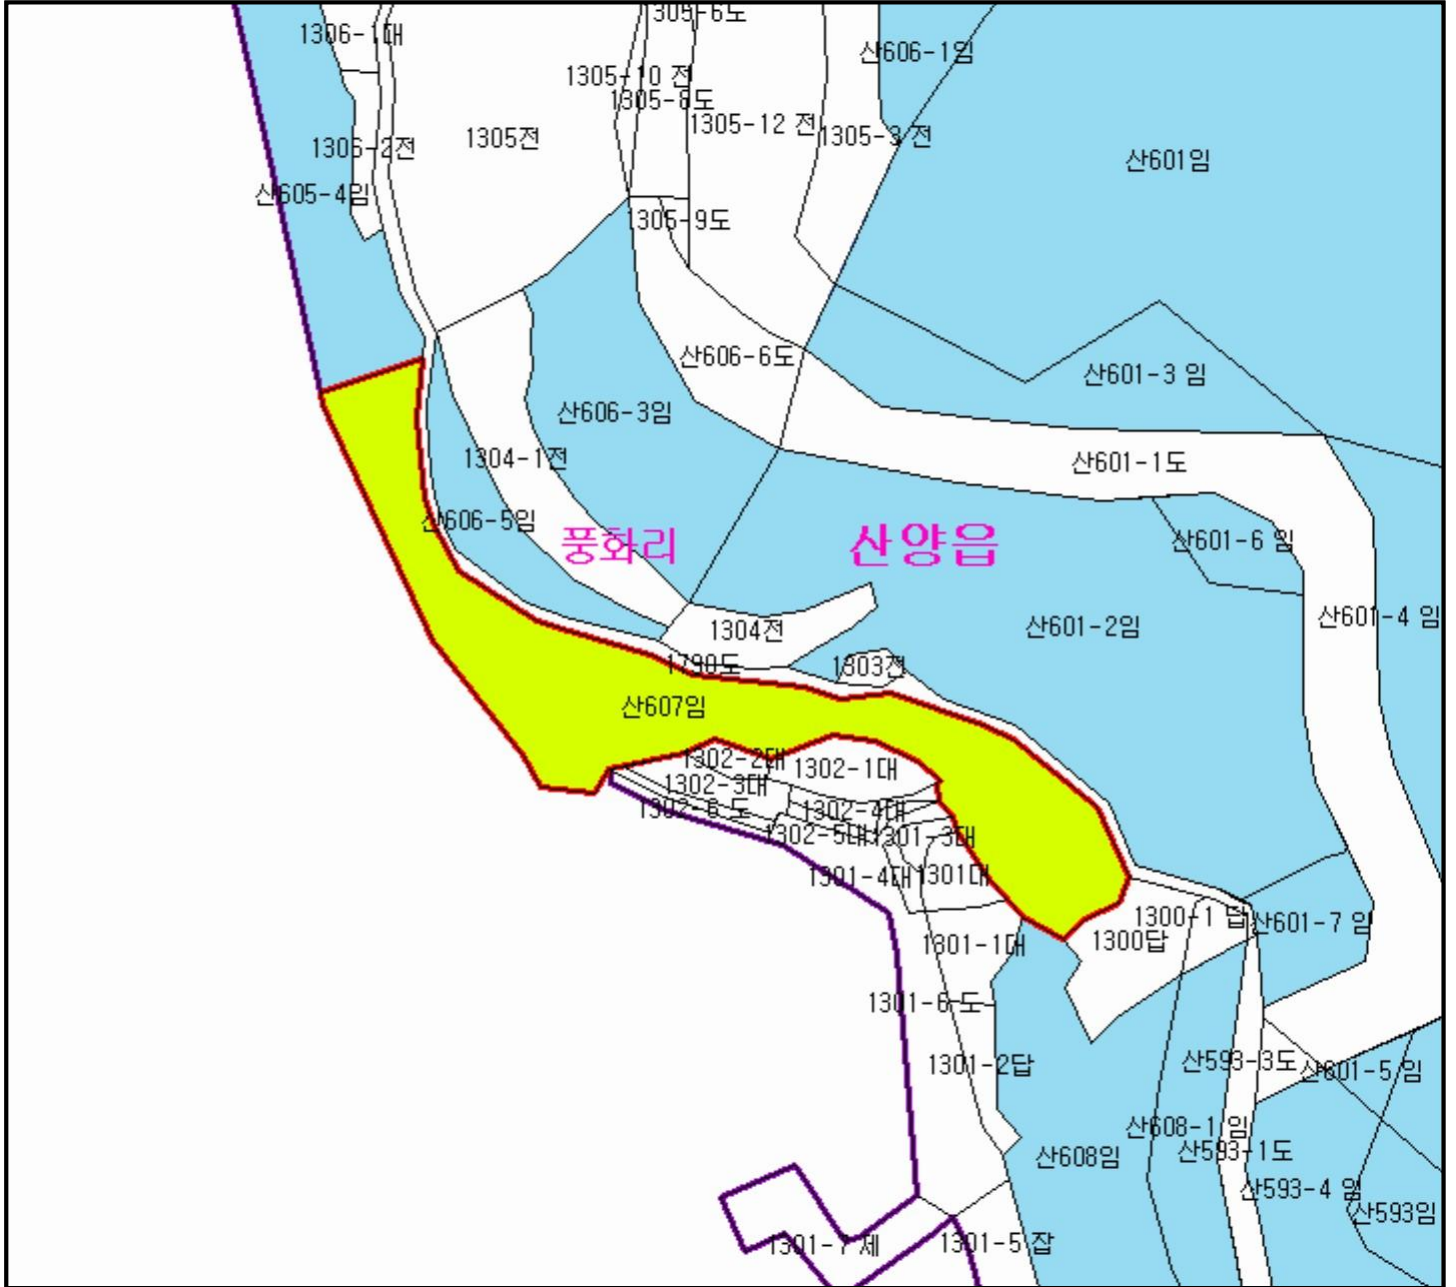 1305-6도
1306-1대
산606-1임
1305-10 전
1305-8도
1305-12 전
1305-3 전
1305전
1306-2전
산601임
산605-4임
1305-9도
산606-6도
산601-3 임
산606-3임
1304-1전
산601-1도
산606-5임
풍화리
산양읍
산601-6 임
산601-4 임
산601-2임
1304전
1790도
1303전
산607임
1302-2대
1302-1대
1302-3대
1302-6 도
1302-4대
1302-5대
1301-3대
1301-4대
1301대
1300-1 답
산601-7 임
1300답
1301-1대
1301-6 도
1301-2답
산593-3도
산601-5 임
산608-1 임
산593-1도
산608임
산593-4 임
산593임
1301-7 제
1301-5 잡